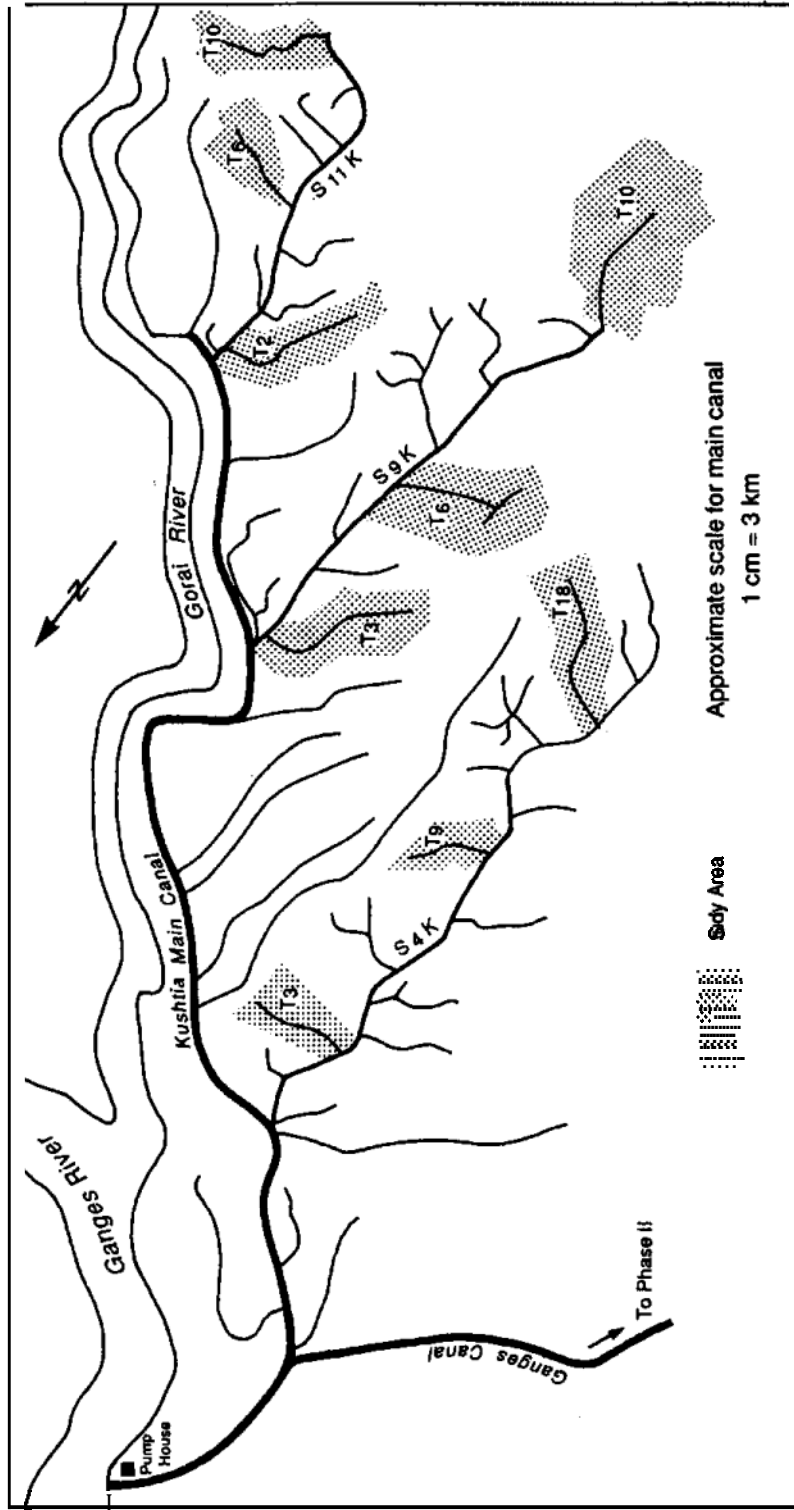 Pump
House
Ganges River
Gorai River
Kushtia Main Canal
Ganges Canal
To Phase II
N
S4K
T3
T9
T18
S9K
T3
T6
T10
S11K
T2
T6
T10
Sidy Area
Approximate scale for main canal
1 cm = 3 km